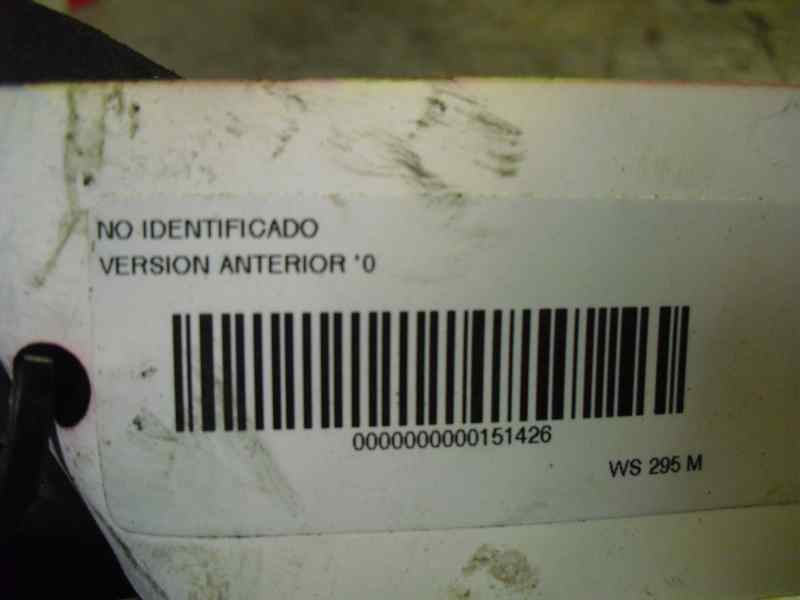 NO IDENTIFICADO
VERSION ANTERIOR '0
0000000000151426
WS 295 M